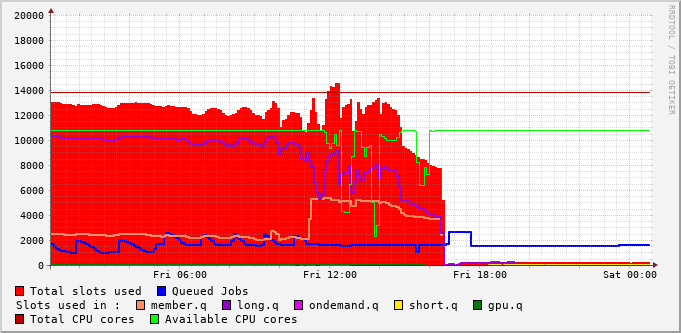 20000
18000
16000
14000
12000
10000
8000
6000
4000
2000
0
Fri 06:00 Fri 12:00 Fri 18:00 Sat 00:00
RRDTOOL / TOBI OETIKER
Total slots used Queued Jobs
Slots used in : member.q long.q ondemand.q short.q gpu.q
Total CPU cores Available CPU cores